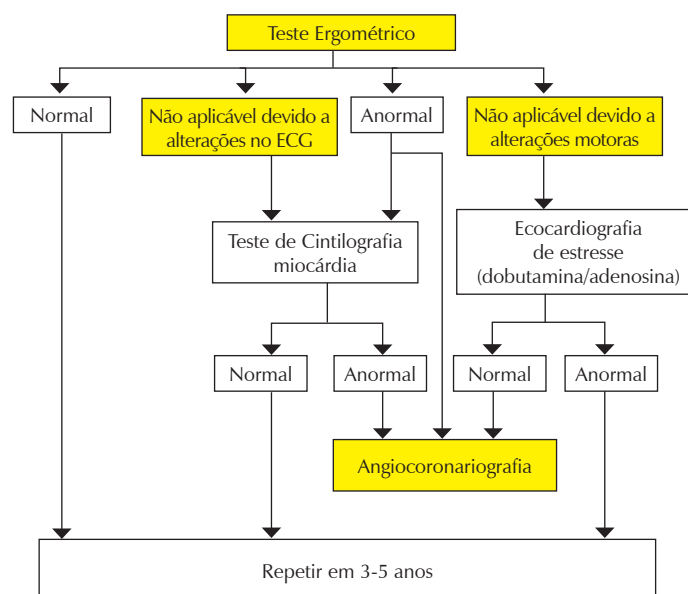 Teste Ergométrico
Normal
Não aplicável devido a
alterações no ECG
Anormal
Não aplicável devido a
alterações motoras
Teste de Cintilografia
miocárdia
Ecocardiografia
de estresse
(dobutamina/adenosina)
Normal
Anormal
Normal
Anormal
Angiocoronariografia
Repetir em 3-5 anos